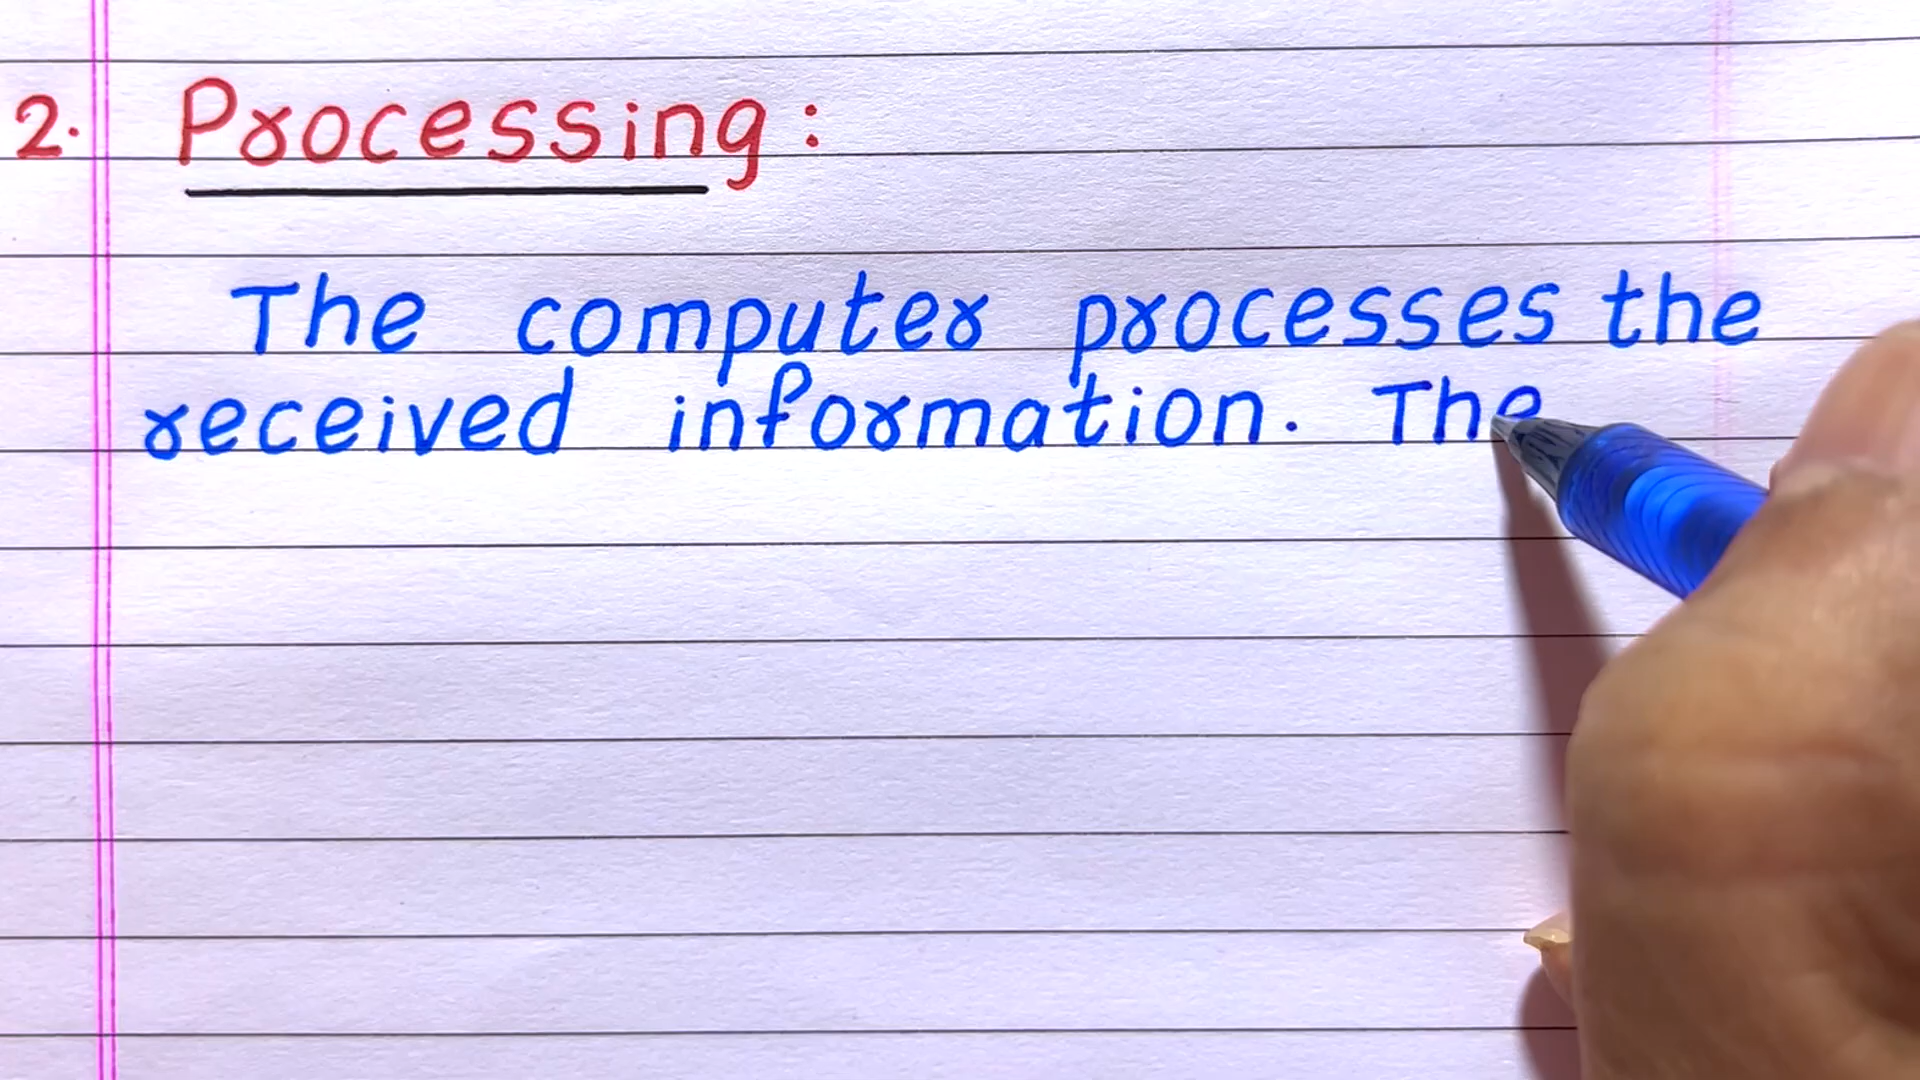 2. Processing:
The computer processes the
received information. The